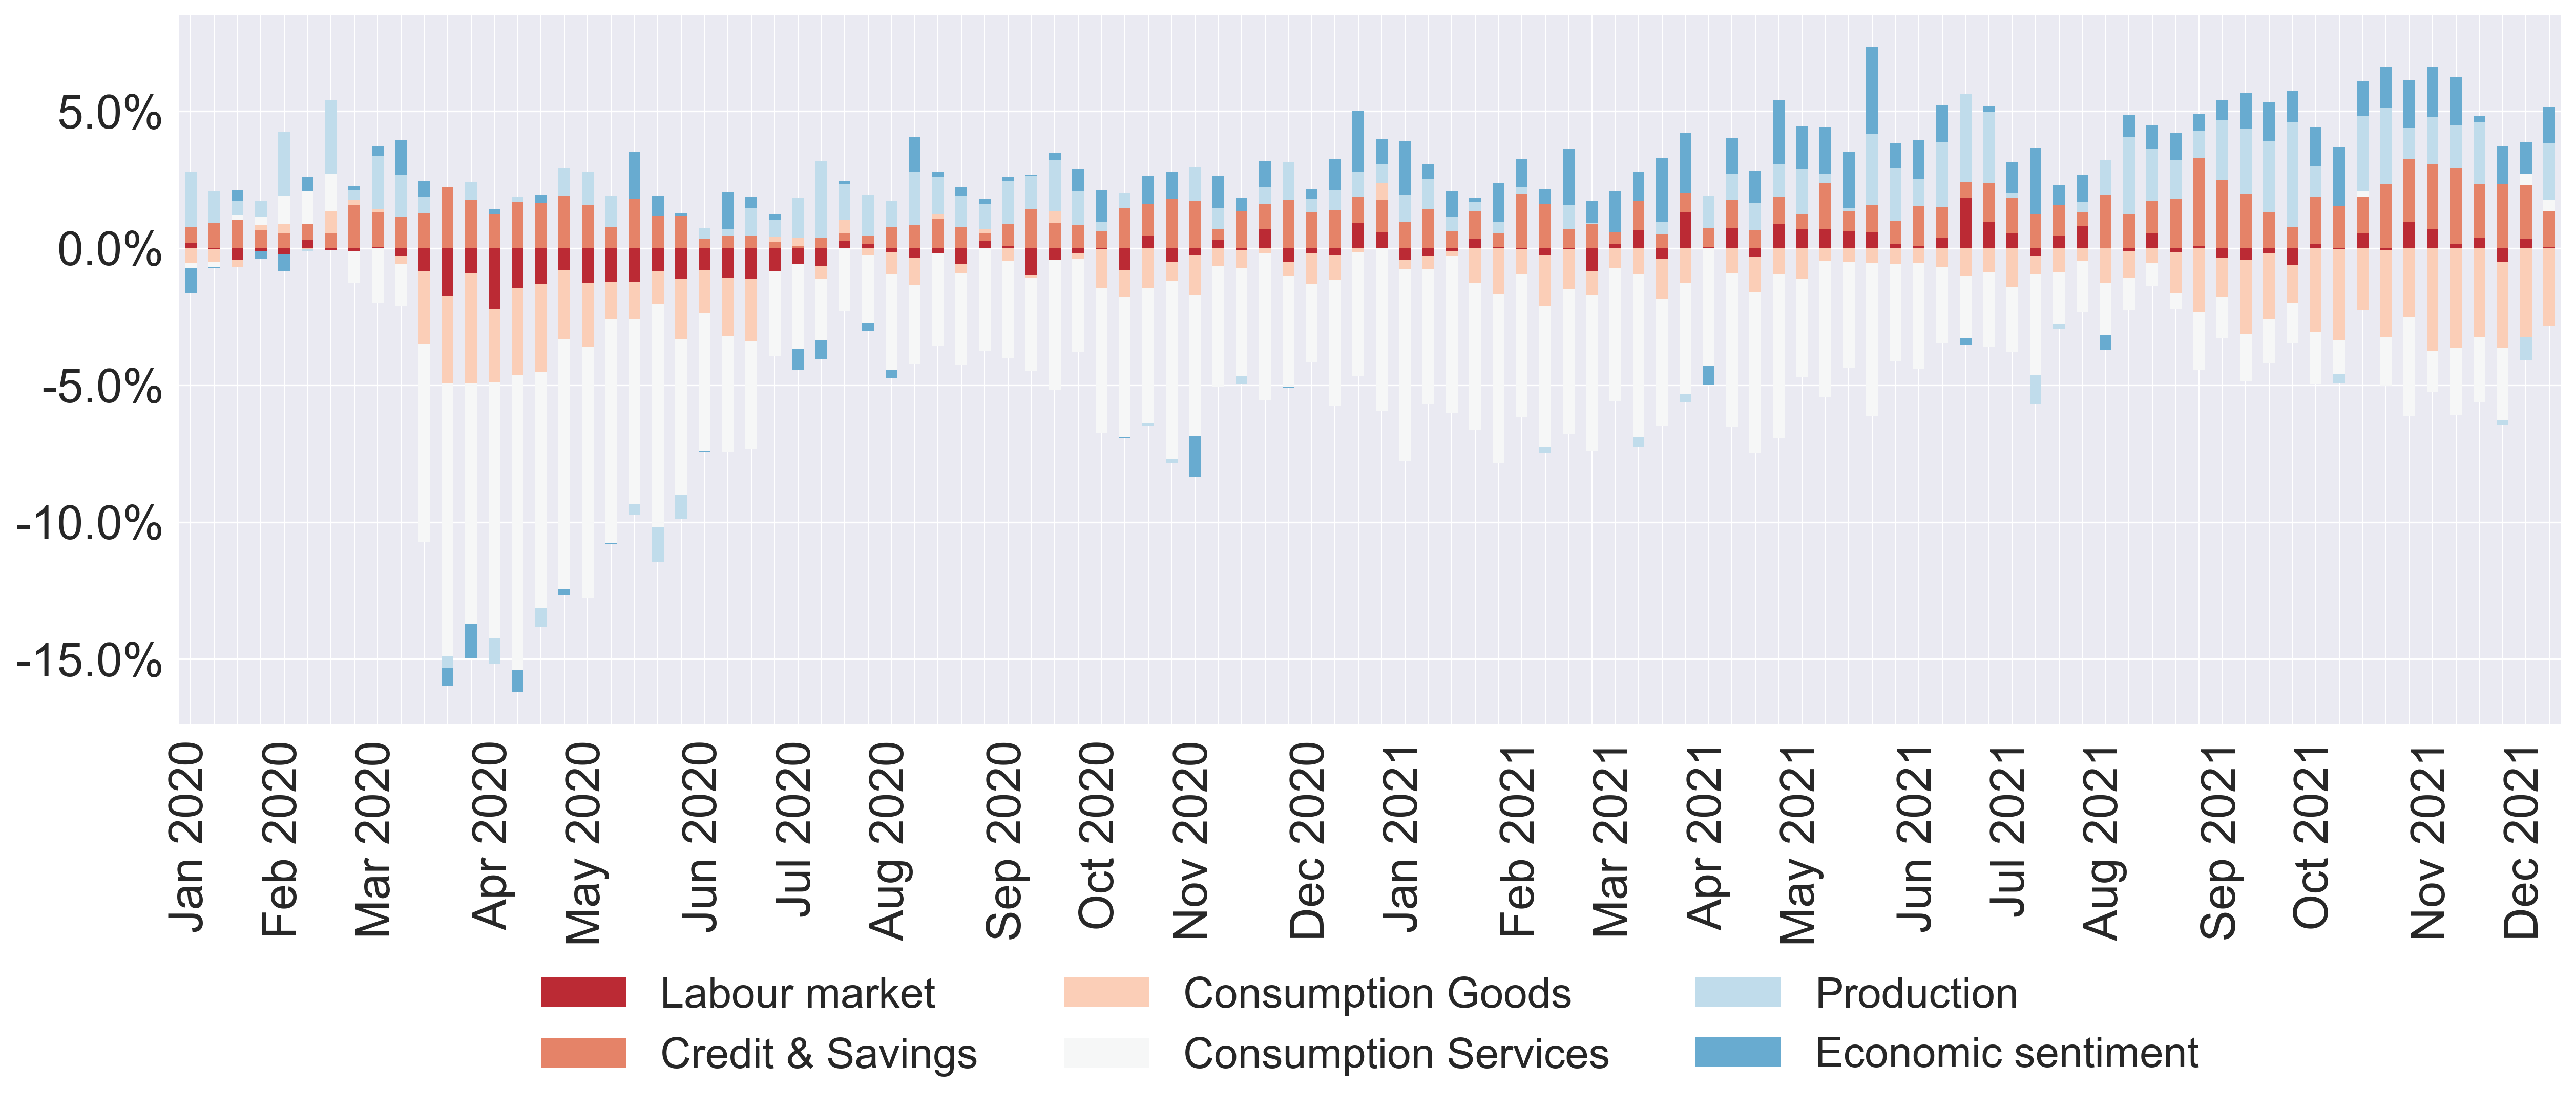 5.0%
0.0%
-5.0%
-10.0%
-15.0%
Jan 2020
Feb 2020
Mar 2020
Apr 2020
May 2020
Jun 2020
Jul 2020
Aug 2020
Sep 2020
Oct 2020
Nov 2020
Dec 2020
Jan 2021
Feb 2021
Mar 2021
Apr 2021
May 2021
Jun 2021
Jul 2021
Aug 2021
Sep 2021
Oct 2021
Nov 2021
Dec 2021
Labour market
Consumption Goods
Production
Credit & Savings
Consumption Services
Economic sentiment